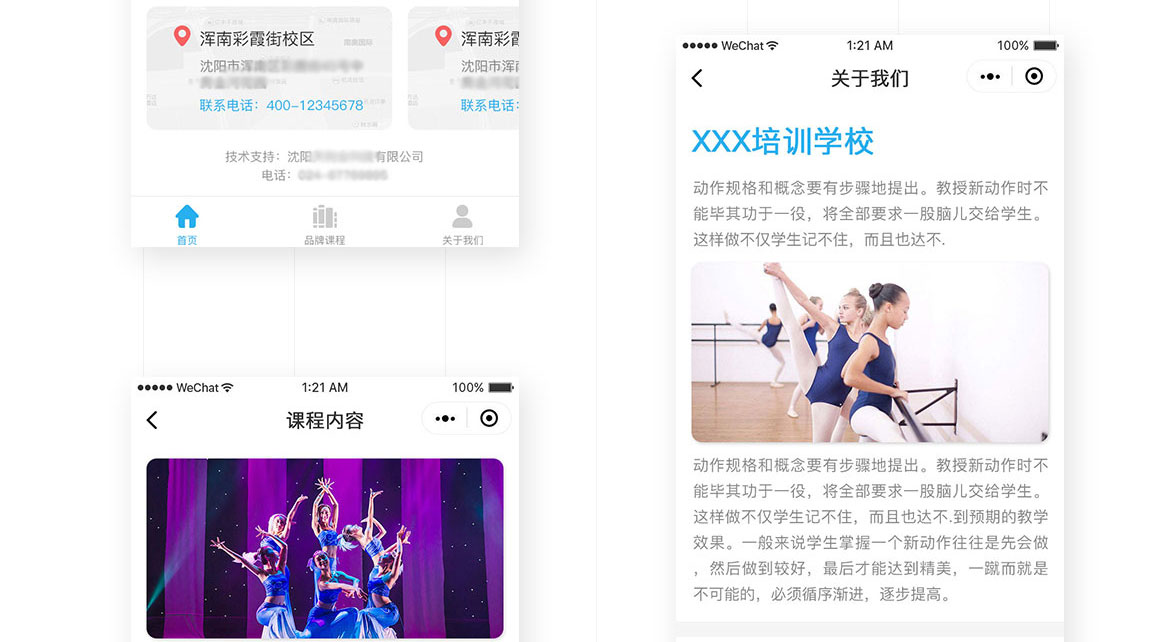 浑南彩霞街校区
沈阳市浑南
联系电话：400-12345678
浑南彩霞
沈阳市浑南
联系电话：
技术支持：沈阳
有限公司
电话：
首页
品牌课程
关于我们
WeChat
1:21 AM
100%
课程内容
WeChat
1:21 AM
100%
关于我们
XXX培训学校
动作规格和概念要有步骤地提出。教授新动作时不
能毕其功于一役，将全部要求一股脑儿交给学生。
这样做不仅学生记不住，而且也达不.
动作规格和概念要有步骤地提出。教授新动作时不
能毕其功于一役，将全部要求一股脑儿交给学生。
这样做不仅学生记不住，而且也达不.到预期的教学
效果。一般来说学生掌握一个新动作往往是先会做
，然后做到较好，最后才能达到精美，一蹴而就是
不可能的，必须循序渐进，逐步提高。